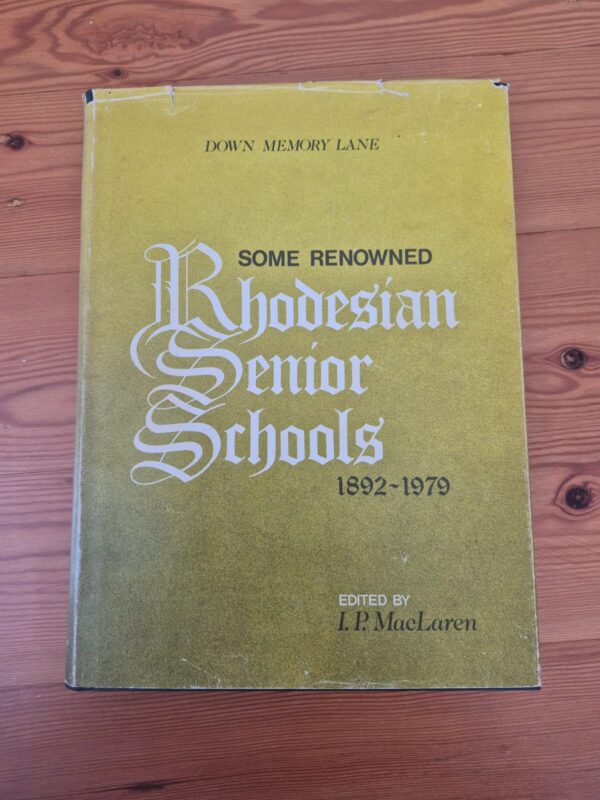 DOWN MEMORY LANE
SOME RENOWNED
Rhodesian
Senior
Schools
1892-1979
EDITED BY
I. P. MacLaren